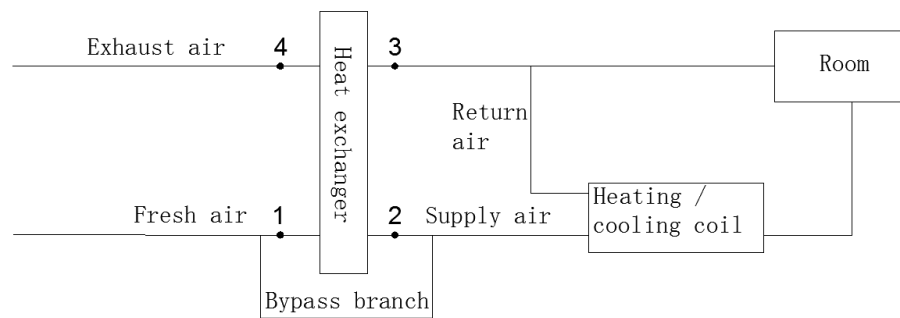 Exhaust air
4
Heat exchanger
3
Room
Return
air
Fresh air
1
2
Supply air
Heating /
cooling coil
Bypass branch